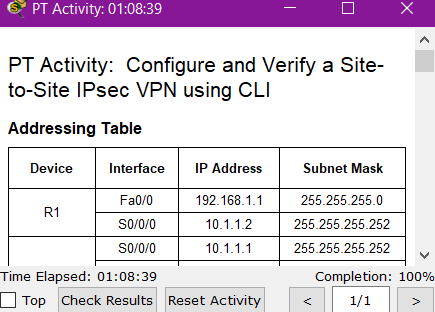 PT Activity: 01:08:39
PT Activity: Configure and Verify a Site-
to-Site IPsec VPN using CLI
Addressing Table
Device Interface IP Address Subnet Mask
R1 Fa0/0 192.168.1.1 255.255.255.0
S0/0/0 10.1.1.2 255.255.255.252
S0/0/0 10.1.1.1 255.255.255.252
Time Elapsed: 01:08:39 Completion: 100%
Top Check Results Reset Activity < 1/1 >